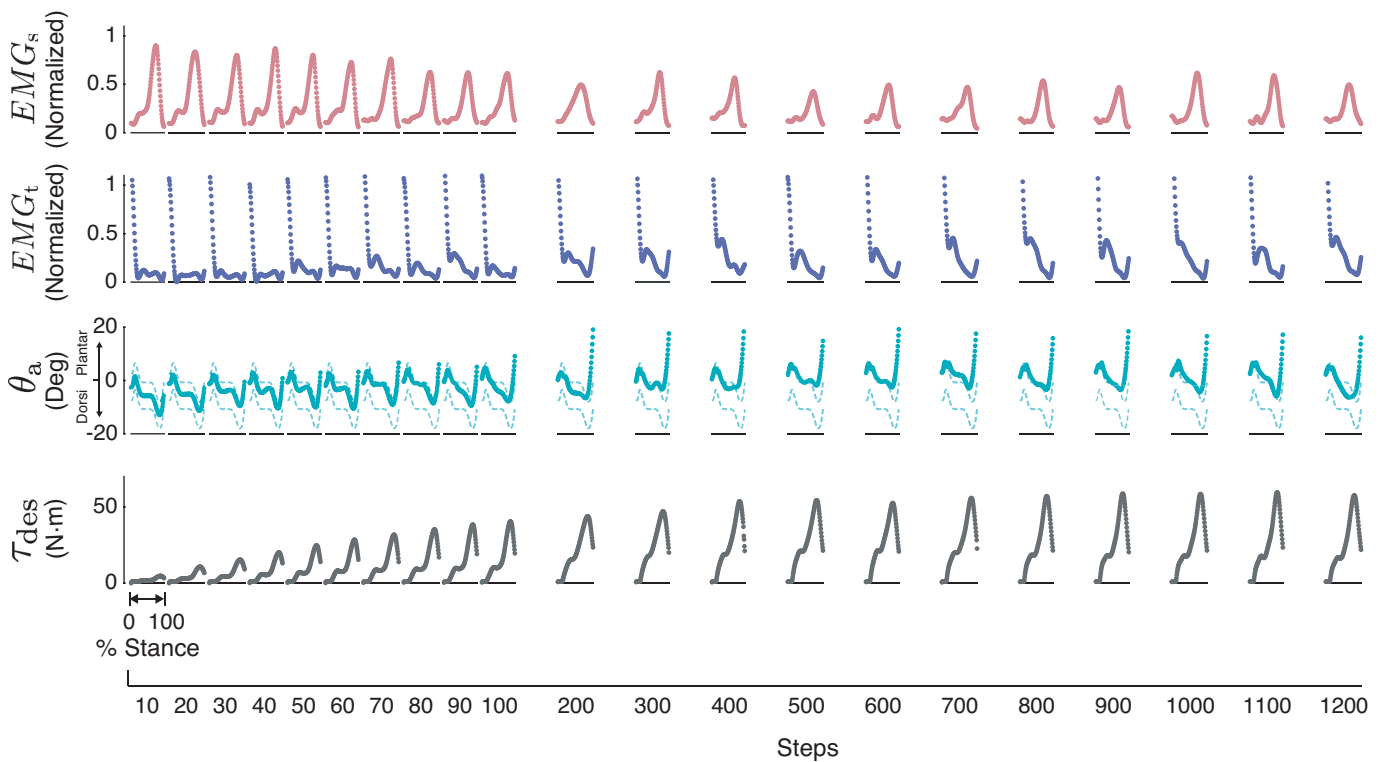 EMGs
(Normalized)
1
0.5
0
EMGt
(Normalized)
1
0.5
0
θa
(Deg)
Dorsi Plantar
20
0
-20
τdes
(N·m)
50
0
0 100
% Stance
10 20 30 40 50 60 70 80 90 100 200 300 400 500 600 700 800 900 1000 1100 1200
Steps